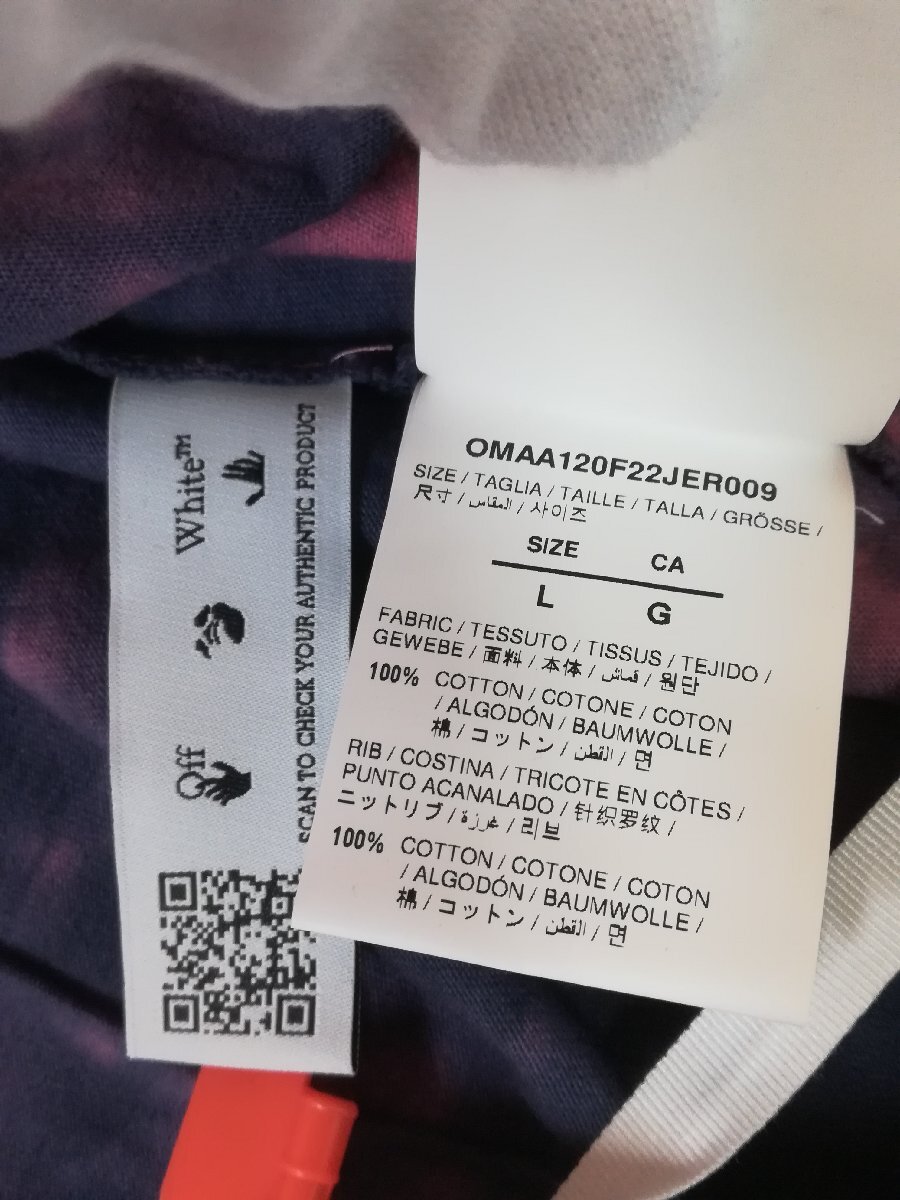 OMAA120F22JER009
SIZE / TAGLIA / TAILLE / TALLA / GRÖSSE /
尺寸 / المقاس / 사이즈
SIZE CA
L G
FABRIC / TESSUTO / TISSUS / TEJIDO /
GEWEBE / 面料 / 本体 / قماش / 원단
100% COTTON / COTONE / COTON
/ ALGODÓN / BAUMWOLLE /
棉 / コットン / القطن / 면
RIB / COSTINA / TRICOTE EN CÔTES /
PUNTO ACANALADO / 针织罗纹 /
ニットリブ / غرزة / 리브
100% COTTON / COTONE / COTON
/ ALGODÓN / BAUMWOLLE /
棉 / コットン / القطن / 면
Off White™
SCAN TO CHECK YOUR AUTHENTIC PRODUCT